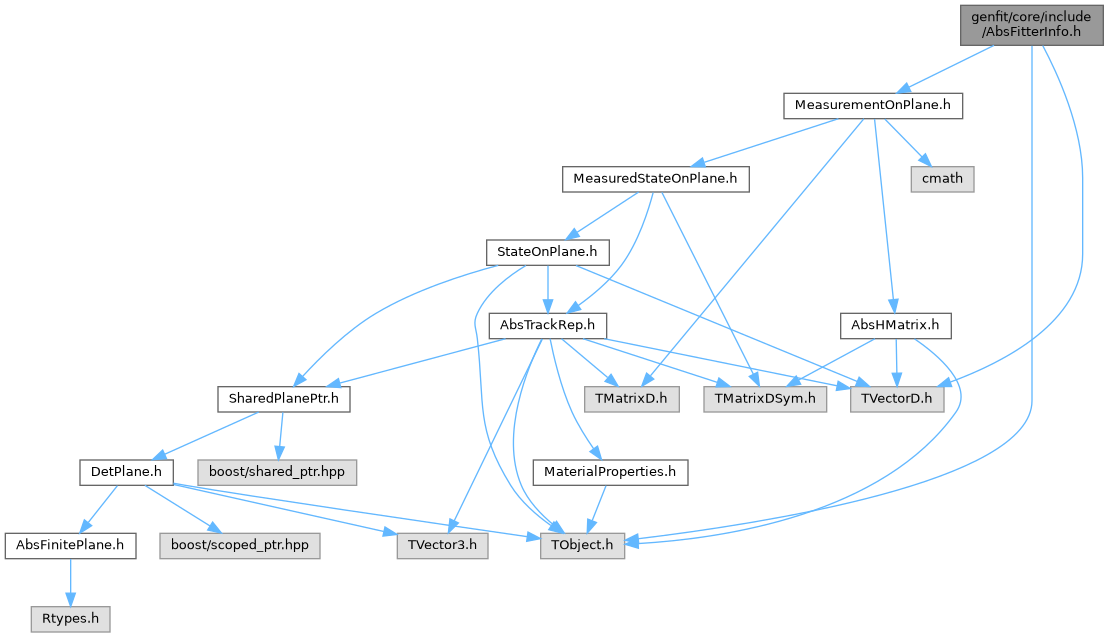 genfit/core/include
/AbsFitterInfo.h
MeasurementOnPlane.h
MeasuredStateOnPlane.h
cmath
StateOnPlane.h
AbsTrackRep.h
AbsHMatrix.h
SharedPlanePtr.h
TMatrixD.h
TMatrixDSym.h
TVectorD.h
DetPlane.h
boost/shared_ptr.hpp
MaterialProperties.h
AbsFinitePlane.h
boost/scoped_ptr.hpp
TVector3.h
TObject.h
Rtypes.h